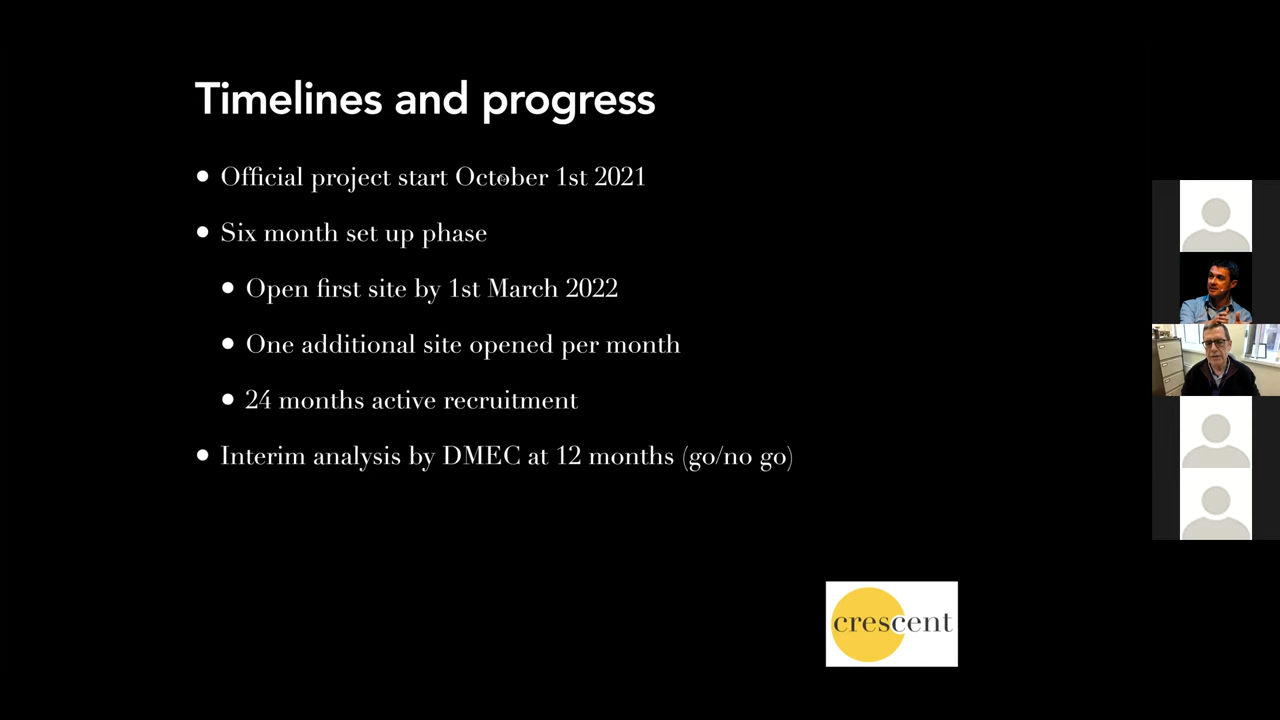 Timelines and progress
• Official project start October 1st 2021
• Six month set up phase
• Open first site by 1st March 2022
• One additional site opened per month
• 24 months active recruitment
• Interim analysis by DMEC at 12 months (go/no go)
crescent